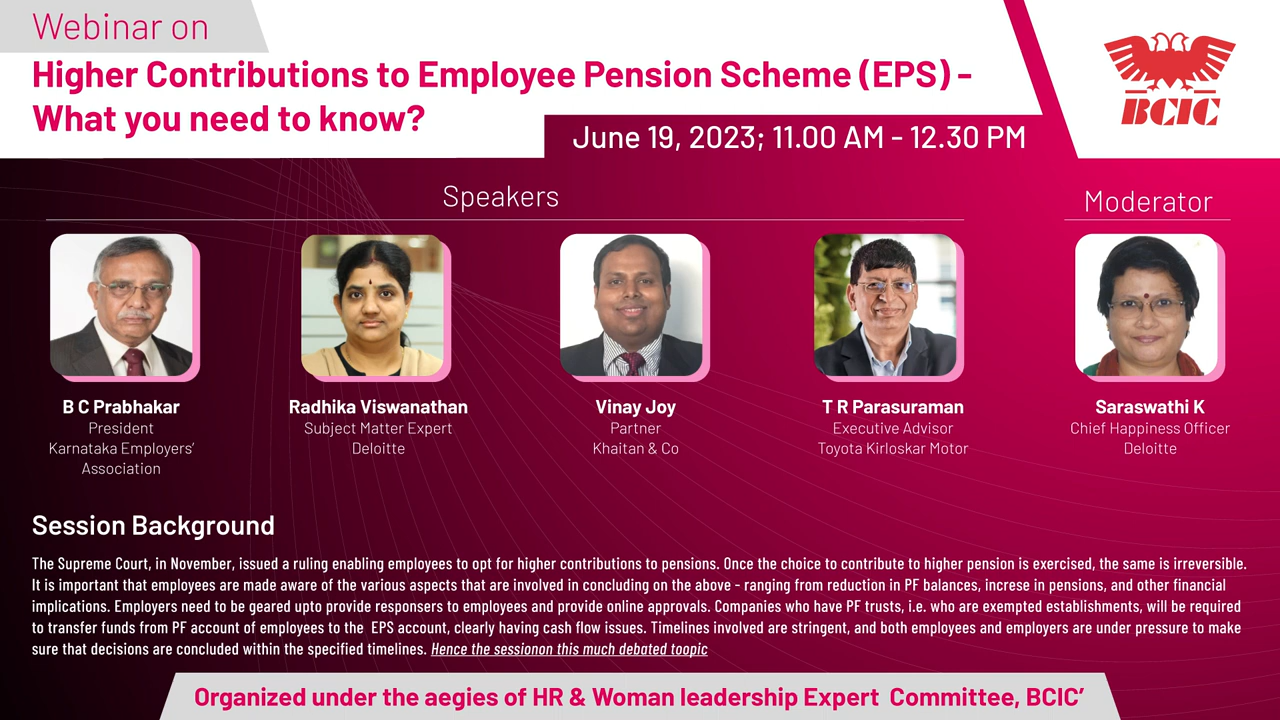 Webinar on
Higher Contributions to Employee Pension Scheme (EPS) -
What you need to know?
June 19, 2023; 11.00 AM - 12.30 PM
BCIC
Speakers
Moderator
B C Prabhakar
President
Karnataka Employers’
Association
Radhika Viswanathan
Subject Matter Expert
Deloitte
Vinay Joy
Partner
Khaitan & Co
T R Parasuraman
Executive Advisor
Toyota Kirloskar Motor
Saraswathi K
Chief Happiness Officer
Deloitte
Session Background
The Supreme Court, in November, issued a ruling enabling employees to opt for higher contributions to pensions. Once the choice to contribute to higher pension is exercised, the same is irreversible.
It is important that employees are made aware of the various aspects that are involved in concluding on the above - ranging from reduction in PF balances, increse in pensions, and other financial
implications. Employers need to be geared upto provide responsers to employees and provide online approvals. Companies who have PF trusts, i.e. who are exempted establishments, will be required
to transfer funds from PF account of employees to the EPS account, clearly having cash flow issues. Timelines involved are stringent, and both employees and employers are under pressure to make
sure that decisions are concluded within the specified timelines. Hence the sessionon this much debated toopic
Organized under the aegies of HR & Woman leadership Expert Committee, BCIC’